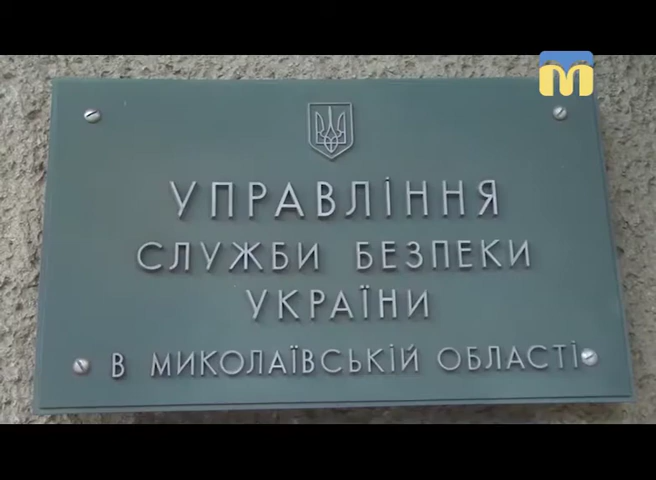 М
УПРАВЛІННЯ
СЛУЖБИ БЕЗПЕКИ
УКРАЇНИ
В МИКОЛАЇВСЬКІЙ ОБЛАСТІ